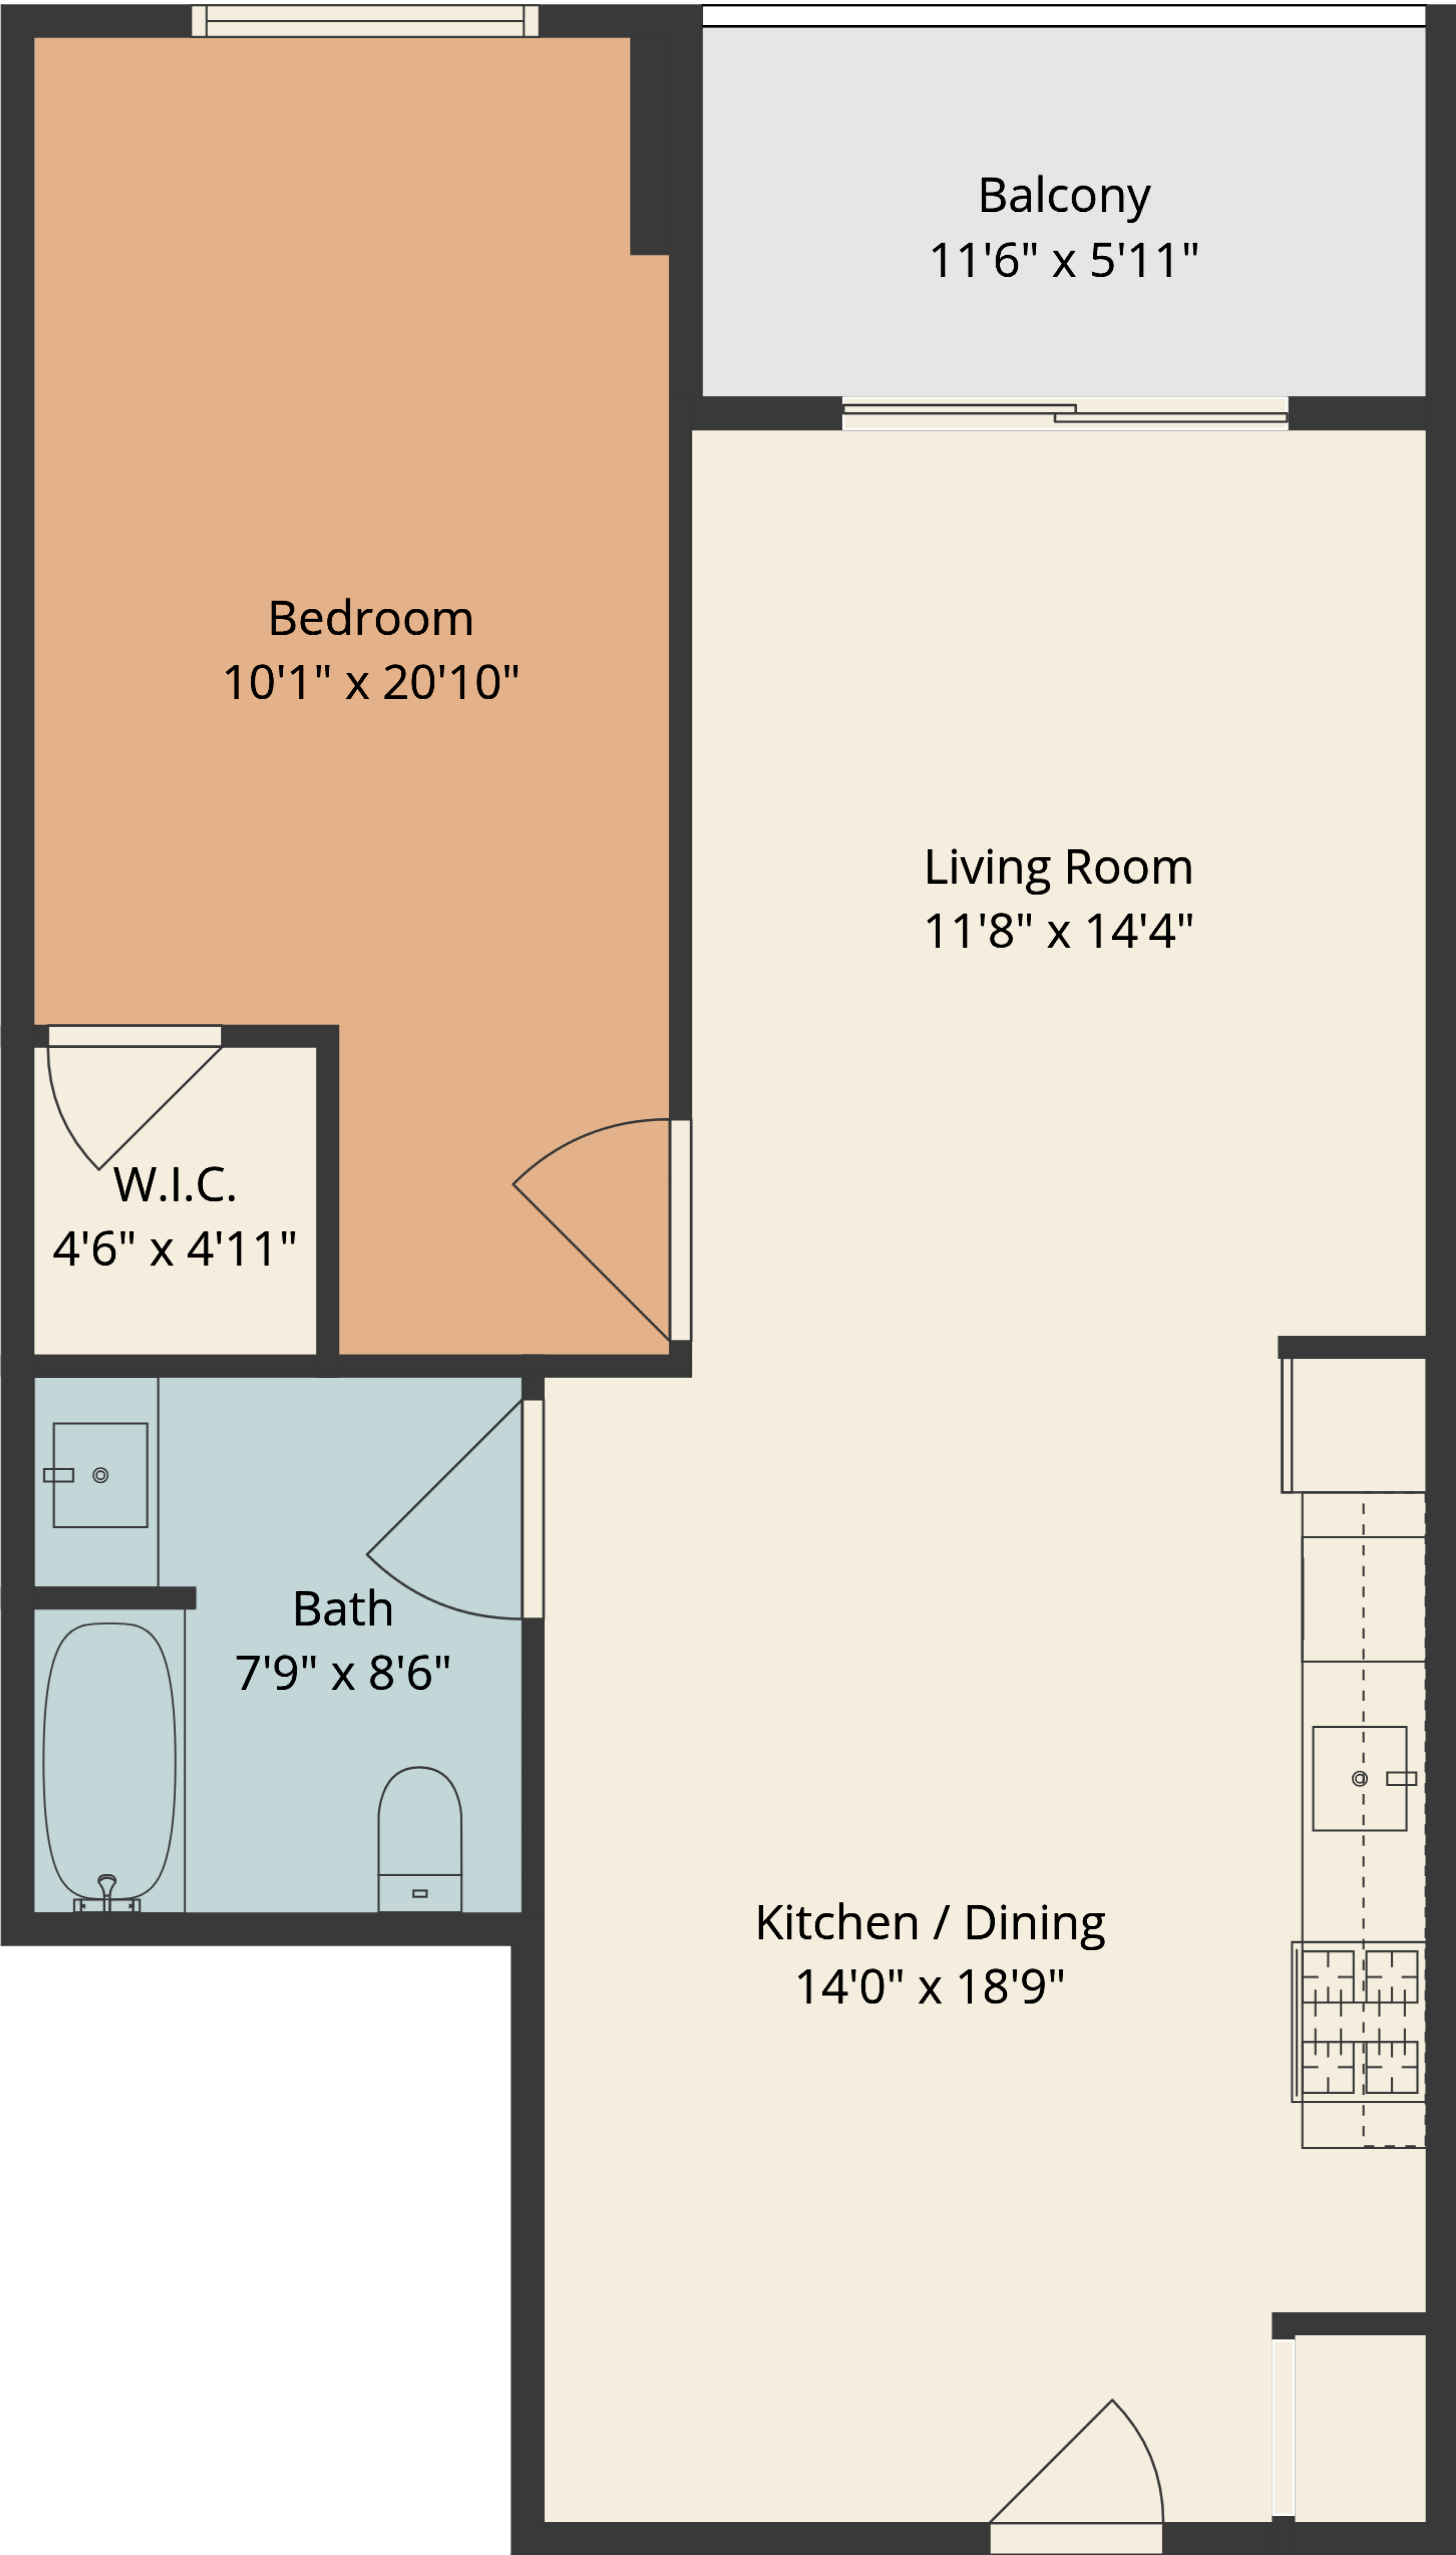 Balcony
11'6" x 5'11"
Bedroom
10'1" x 20'10"
Living Room
11'8" x 14'4"
W.I.C.
4'6" x 4'11"
Bath
7'9" x 8'6"
Kitchen / Dining
14'0" x 18'9"